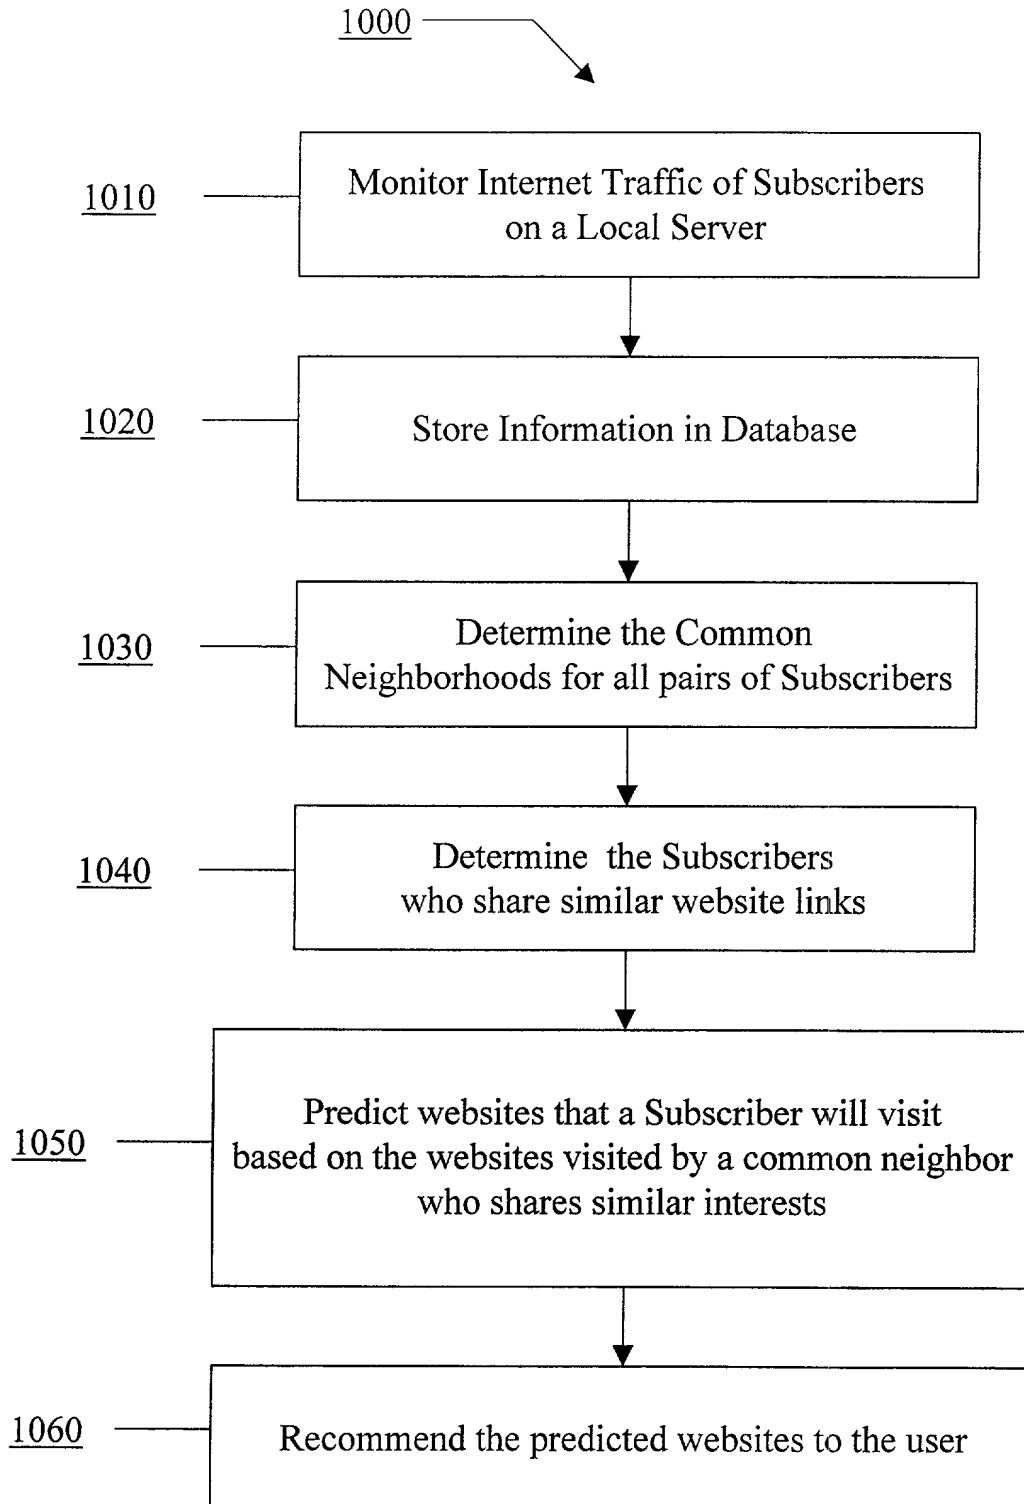 1000
1010
Monitor Internet Traffic of Subscribers
on a Local Server
1020
Store Information in Database
1030
Determine the Common
Neighborhoods for all pairs of Subscribers
1040
Determine the Subscribers
who share similar website links
1050
Predict websites that a Subscriber will visit
based on the websites visited by a common neighbor
who shares similar interests
1060
Recommend the predicted websites to the user